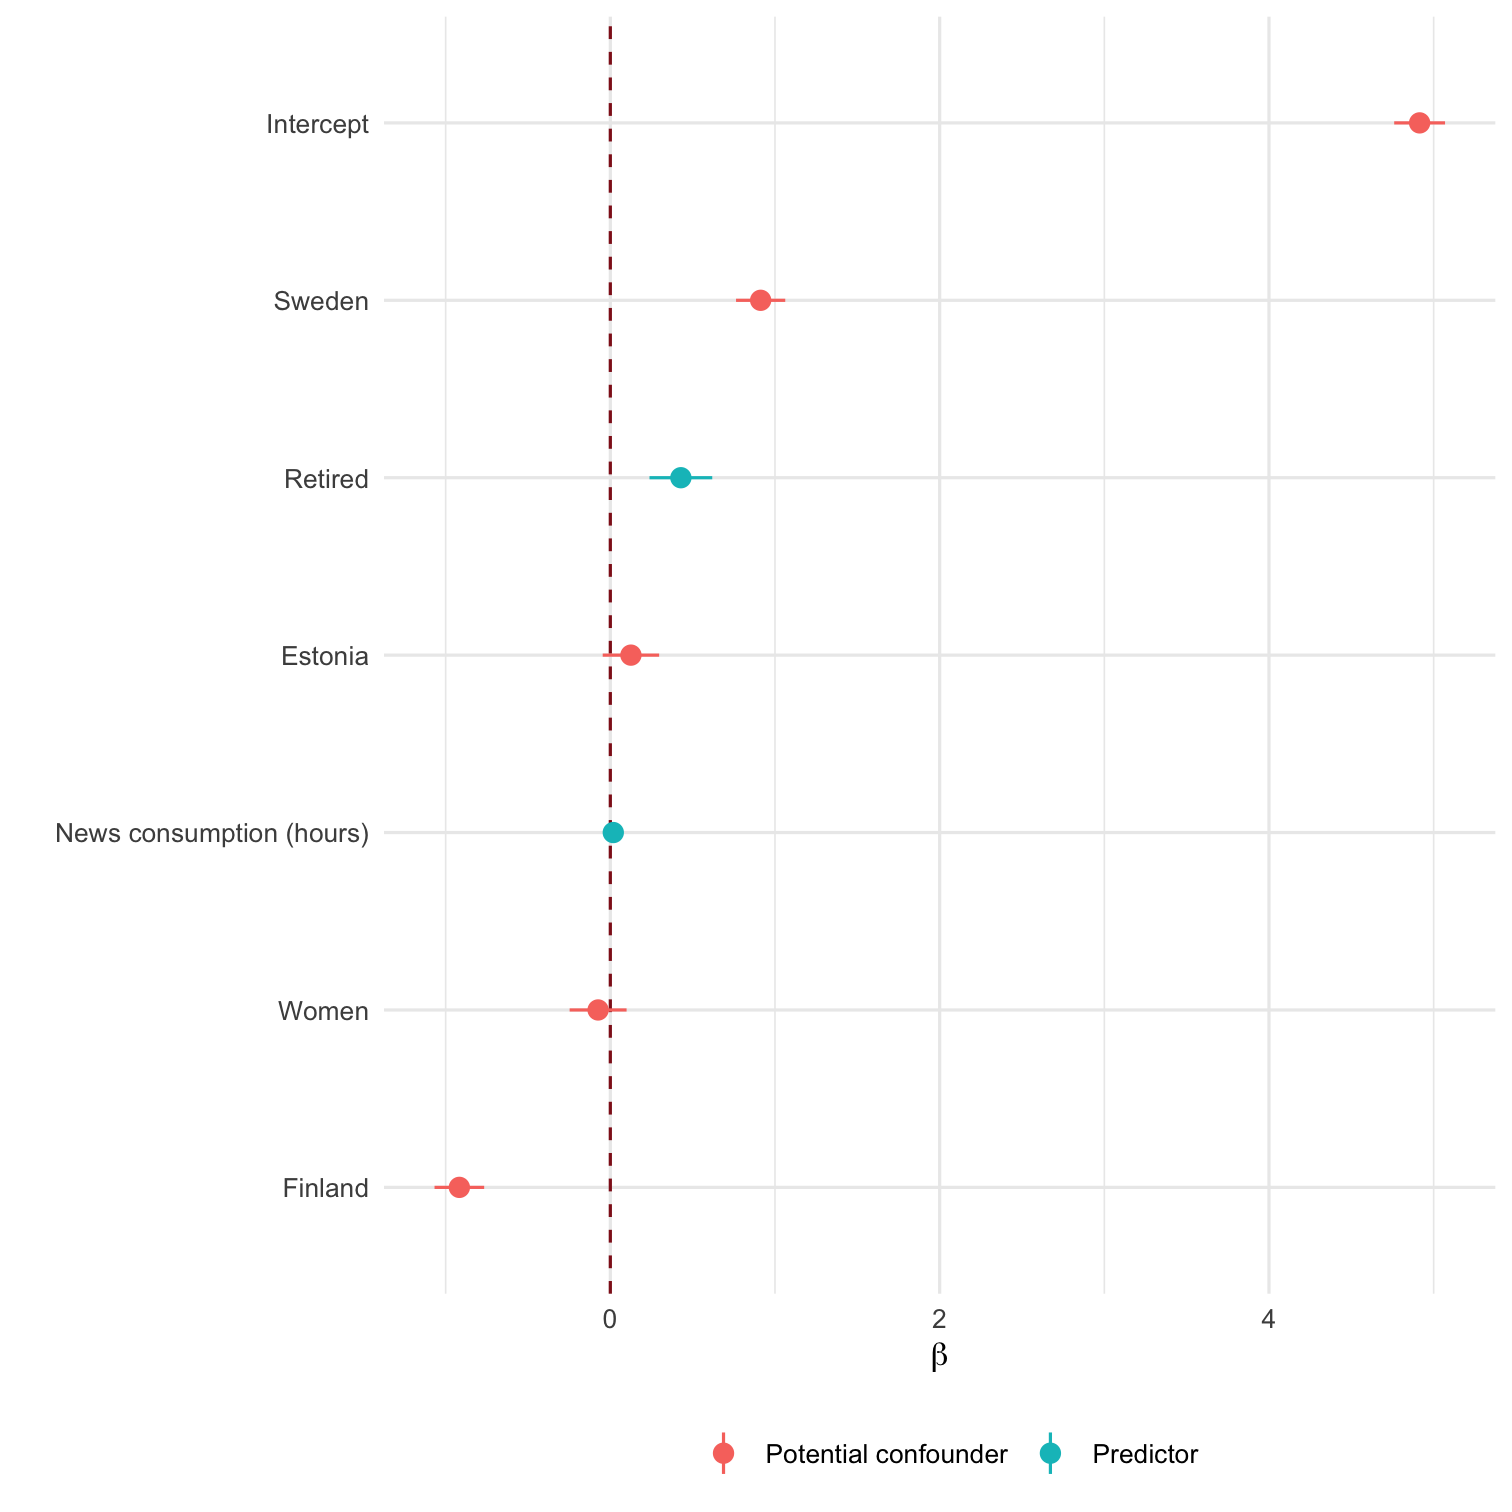 Intercept
Sweden
Retired
Estonia
News consumption (hours)
Women
Finland
0 2 4
β
Potential confounder Predictor